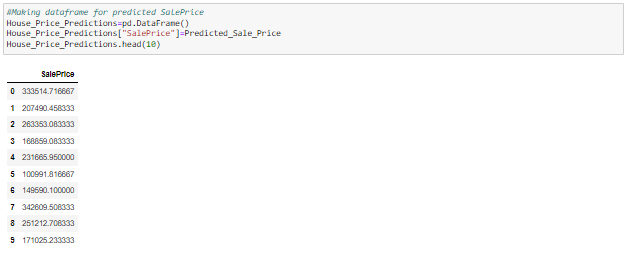 #Making dataframe for predicted SalePrice
House_Price_Predictions=pd.DataFrame()
House_Price_Predictions["SalePrice"]=Predicted_Sale_Price
House_Price_Predictions.head(10)
SalePrice
0 333514.716667
1 207490.458333
2 263353.083333
3 168859.083333
4 231665.950000
5 100991.816667
6 149590.100000
7 342609.508333
8 251212.708333
9 171025.233333